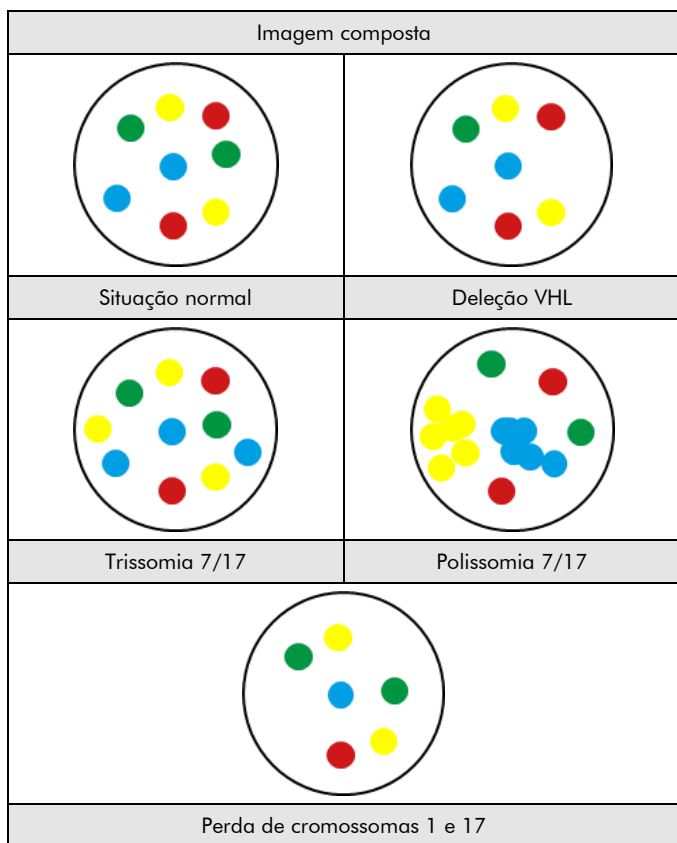 Imagem composta
Situação normal
Deleção VHL
Trissomia 7/17
Polissomia 7/17
Perda de cromossomas 1 e 17